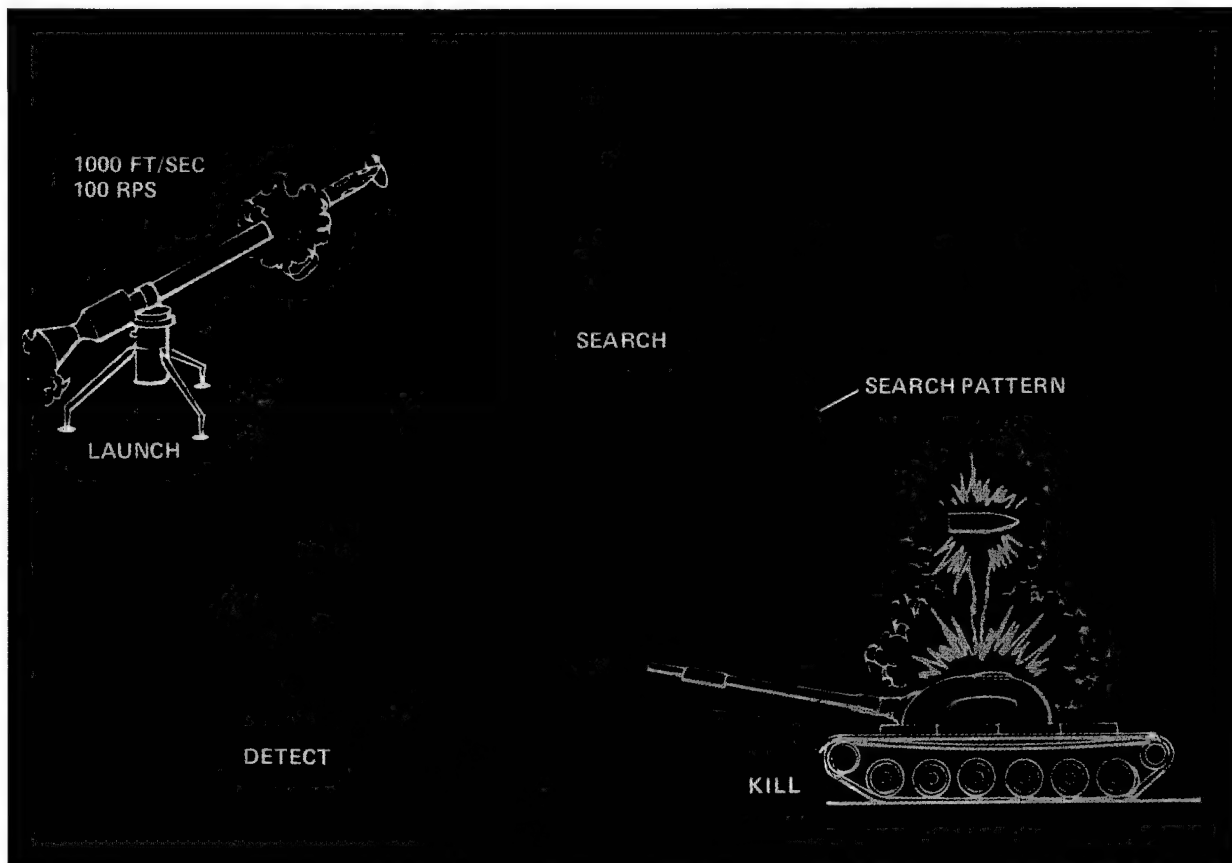 1000 FT/SEC
100 RPS
LAUNCH
SEARCH
SEARCH PATTERN
DETECT
KILL